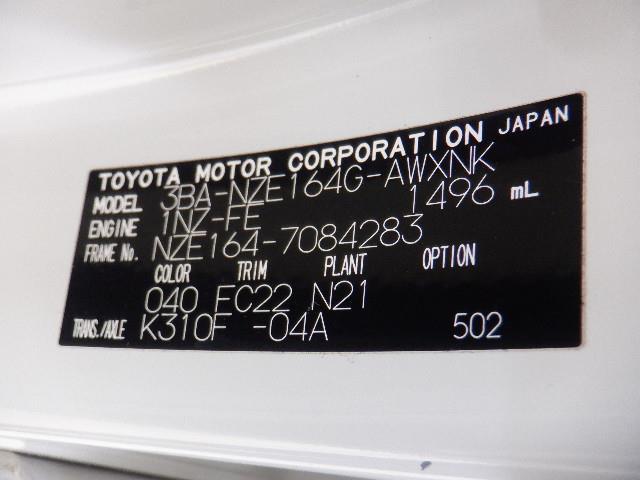 TOYOTA MOTOR CORPORATION JAPAN
MODEL 3BA-NZE164G-AWXNK
ENGINE 1NZ-FE 1496 mL
FRAME No. NZE164-7084283
COLOR TRIM PLANT OPTION
040 FC22 N21
TRANS./AXLE K310F -04A 502